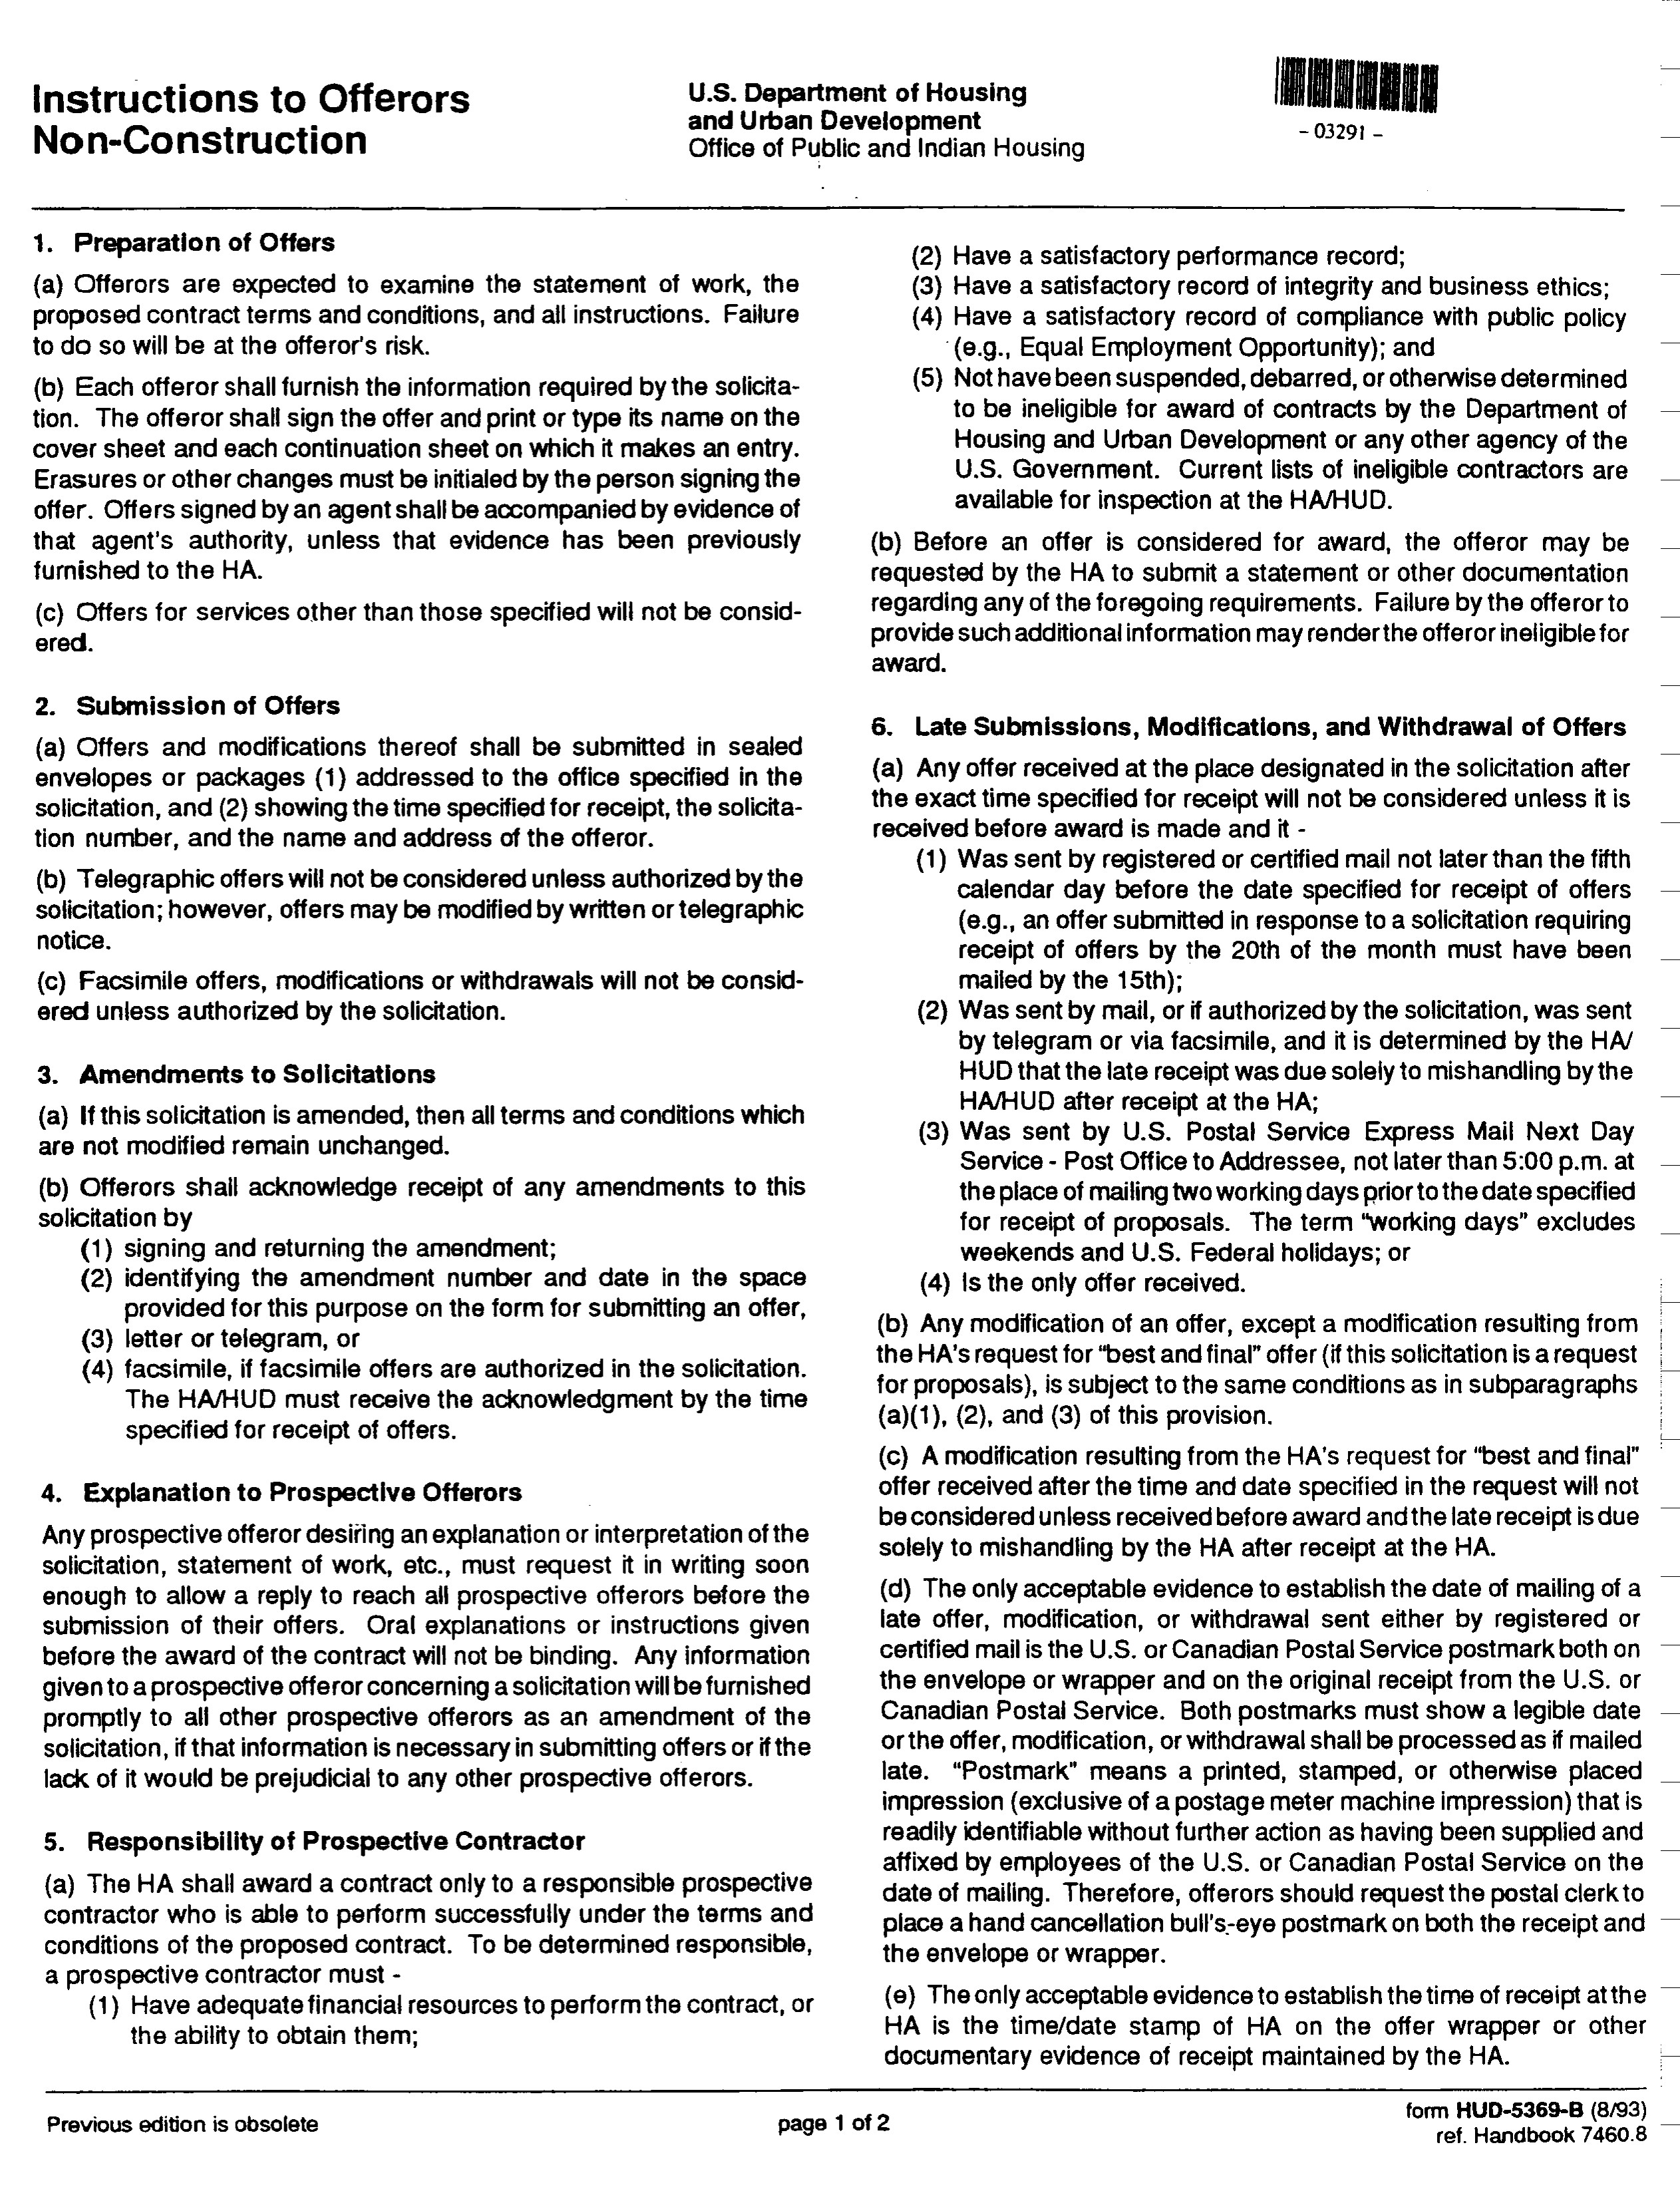 Instructions to Offerors
Non-Construction
U.S. Department of Housing
and Urban Development
Office of Public and Indian Housing
- 03291 -
1. Preparation of Offers
(a) Offerors are expected to examine the statement of work, the
proposed contract terms and conditions, and all instructions. Failure
to do so will be at the offeror's risk.
(b) Each offeror shall furnish the information required by the solicita-
tion. The offeror shall sign the offer and print or type its name on the
cover sheet and each continuation sheet on which it makes an entry.
Erasures or other changes must be initialed by the person signing the
offer. Offers signed by an agent shall be accompanied by evidence of
that agent's authority, unless that evidence has been previously
furnished to the HA.
(c) Offers for services other than those specified will not be consid-
ered.
2. Submission of Offers
(a) Offers and modifications thereof shall be submitted in sealed
envelopes or packages (1) addressed to the office specified in the
solicitation, and (2) showing the time specified for receipt, the solicita-
tion number, and the name and address of the offeror.
(b) Telegraphic offers will not be considered unless authorized by the
solicitation; however, offers may be modified by written or telegraphic
notice.
(c) Facsimile offers, modifications or withdrawals will not be consid-
ered unless authorized by the solicitation.
3. Amendments to Solicitations
(a) If this solicitation is amended, then all terms and conditions which
are not modified remain unchanged.
(b) Offerors shall acknowledge receipt of any amendments to this
solicitation by
(1) signing and returning the amendment;
(2) identifying the amendment number and date in the space
provided for this purpose on the form for submitting an offer,
(3) letter or telegram, or
(4) facsimile, if facsimile offers are authorized in the solicitation.
The HA/HUD must receive the acknowledgment by the time
specified for receipt of offers.
4. Explanation to Prospective Offerors
Any prospective offeror desiring an explanation or interpretation of the
solicitation, statement of work, etc., must request it in writing soon
enough to allow a reply to reach all prospective offerors before the
submission of their offers. Oral explanations or instructions given
before the award of the contract will not be binding. Any information
given to a prospective offeror concerning a solicitation will be furnished
promptly to all other prospective offerors as an amendment of the
solicitation, if that information is necessary in submitting offers or if the
lack of it would be prejudicial to any other prospective offerors.
5. Responsibility of Prospective Contractor
(a) The HA shall award a contract only to a responsible prospective
contractor who is able to perform successfully under the terms and
conditions of the proposed contract. To be determined responsible,
a prospective contractor must -
(1) Have adequate financial resources to perform the contract, or
the ability to obtain them;
(2) Have a satisfactory performance record;
(3) Have a satisfactory record of integrity and business ethics;
(4) Have a satisfactory record of compliance with public policy
(e.g., Equal Employment Opportunity); and
(5) Not have been suspended, debarred, or otherwise determined
to be ineligible for award of contracts by the Department of
Housing and Urban Development or any other agency of the
U.S. Government. Current lists of ineligible contractors are
available for inspection at the HA/HUD.
(b) Before an offer is considered for award, the offeror may be
requested by the HA to submit a statement or other documentation
regarding any of the foregoing requirements. Failure by the offeror to
provide such additional information may render the offeror ineligible for
award.
6. Late Submissions, Modifications, and Withdrawal of Offers
(a) Any offer received at the place designated in the solicitation after
the exact time specified for receipt will not be considered unless it is
received before award is made and it -
(1) Was sent by registered or certified mail not later than the fifth
calendar day before the date specified for receipt of offers
(e.g., an offer submitted in response to a solicitation requiring
receipt of offers by the 20th of the month must have been
mailed by the 15th);
(2) Was sent by mail, or if authorized by the solicitation, was sent
by telegram or via facsimile, and it is determined by the HA/
HUD that the late receipt was due solely to mishandling by the
HA/HUD after receipt at the HA;
(3) Was sent by U.S. Postal Service Express Mail Next Day
Service - Post Office to Addressee, not later than 5:00 p.m. at
the place of mailing two working days prior to the date specified
for receipt of proposals. The term "working days" excludes
weekends and U.S. Federal holidays; or
(4) Is the only offer received.
(b) Any modification of an offer, except a modification resulting from
the HA's request for "best and final" offer (if this solicitation is a request
for proposals), is subject to the same conditions as in subparagraphs
(a)(1), (2), and (3) of this provision.
(c) A modification resulting from the HA's request for "best and final"
offer received after the time and date specified in the request will not
be considered unless received before award and the late receipt is due
solely to mishandling by the HA after receipt at the HA.
(d) The only acceptable evidence to establish the date of mailing of a
late offer, modification, or withdrawal sent either by registered or
certified mail is the U.S. or Canadian Postal Service postmark both on
the envelope or wrapper and on the original receipt from the U.S. or
Canadian Postal Service. Both postmarks must show a legible date
or the offer, modification, or withdrawal shall be processed as if mailed
late. "Postmark" means a printed, stamped, or otherwise placed
impression (exclusive of a postage meter machine impression) that is
readily identifiable without further action as having been supplied and
affixed by employees of the U.S. or Canadian Postal Service on the
date of mailing. Therefore, offerors should request the postal clerk to
place a hand cancellation bull's-eye postmark on both the receipt and
the envelope or wrapper.
(e) The only acceptable evidence to establish the time of receipt at the
HA is the time/date stamp of HA on the offer wrapper or other
documentary evidence of receipt maintained by the HA.
Previous edition is obsolete
page 1 of 2
form HUD-5369-B (8/93)
ref. Handbook 7460.8